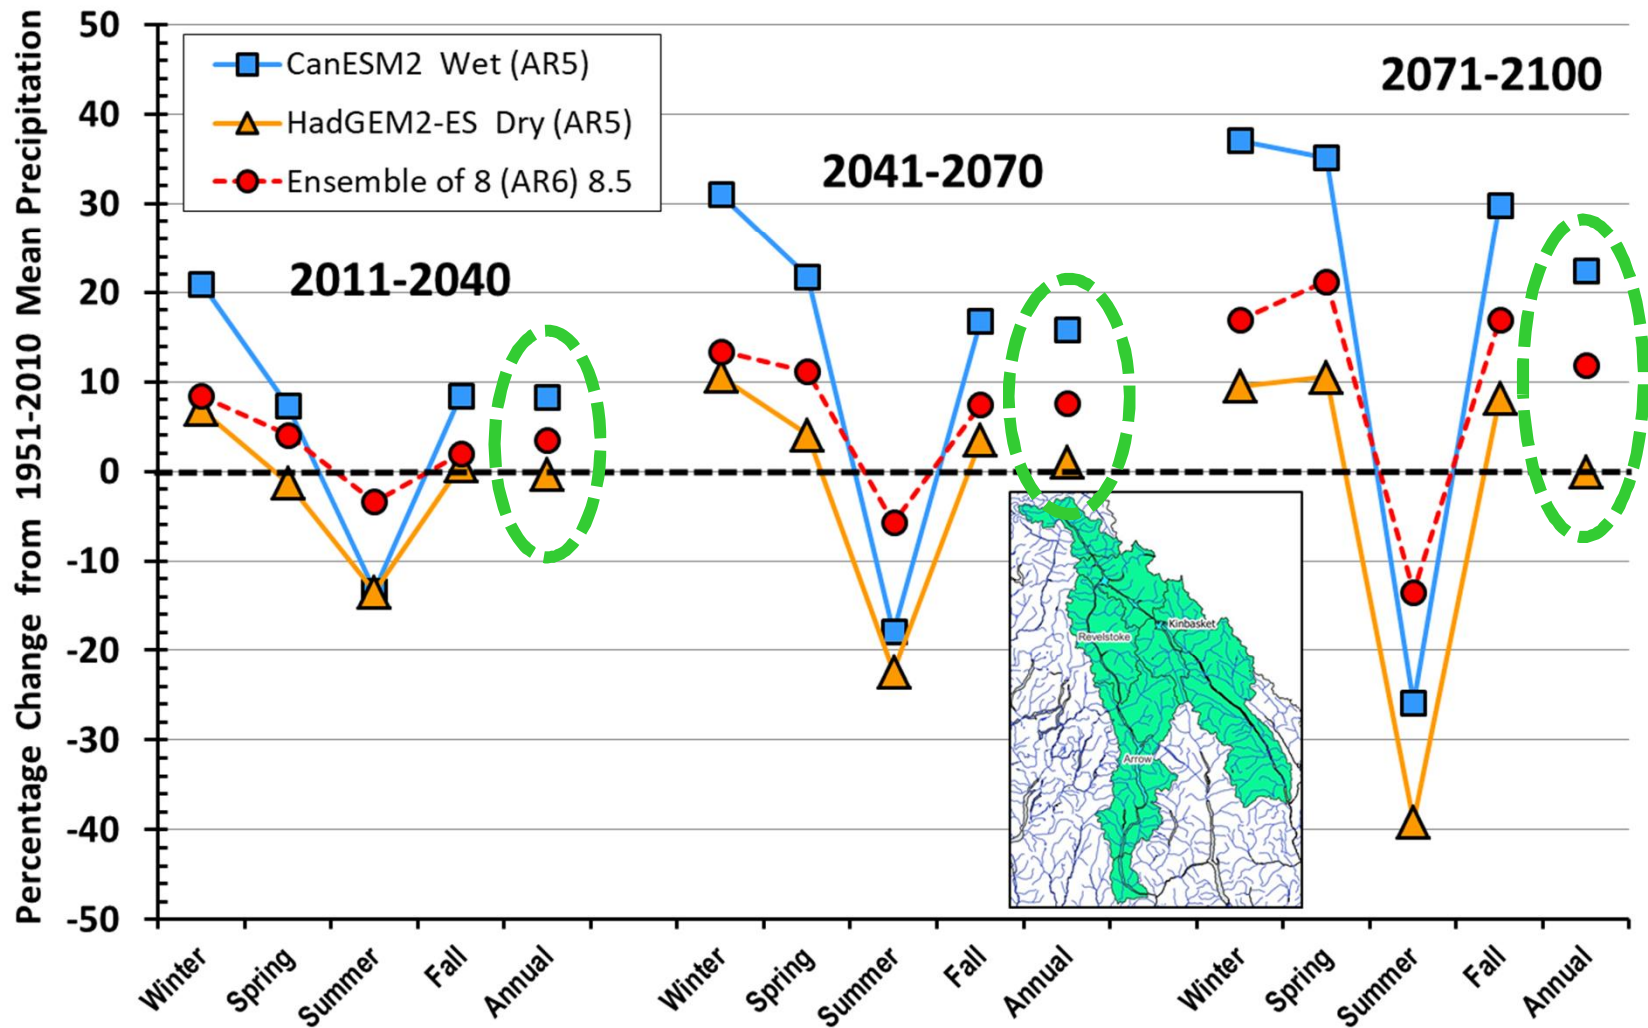 Percentage Change from 1951-2010 Mean Precipitation
50
40
30
20
10
0
-10
-20
-30
-40
-50
CanESM2 Wet (AR5)
HadGEM2-ES Dry (AR5)
Ensemble of 8 (AR6) 8.5
2011-2040
2041-2070
2071-2100
Kinbasket
Revelstoke
Arrow
Winter
Spring
Summer
Fall
Annual
Winter
Spring
Summer
Fall
Annual
Winter
Spring
Summer
Fall
Annual